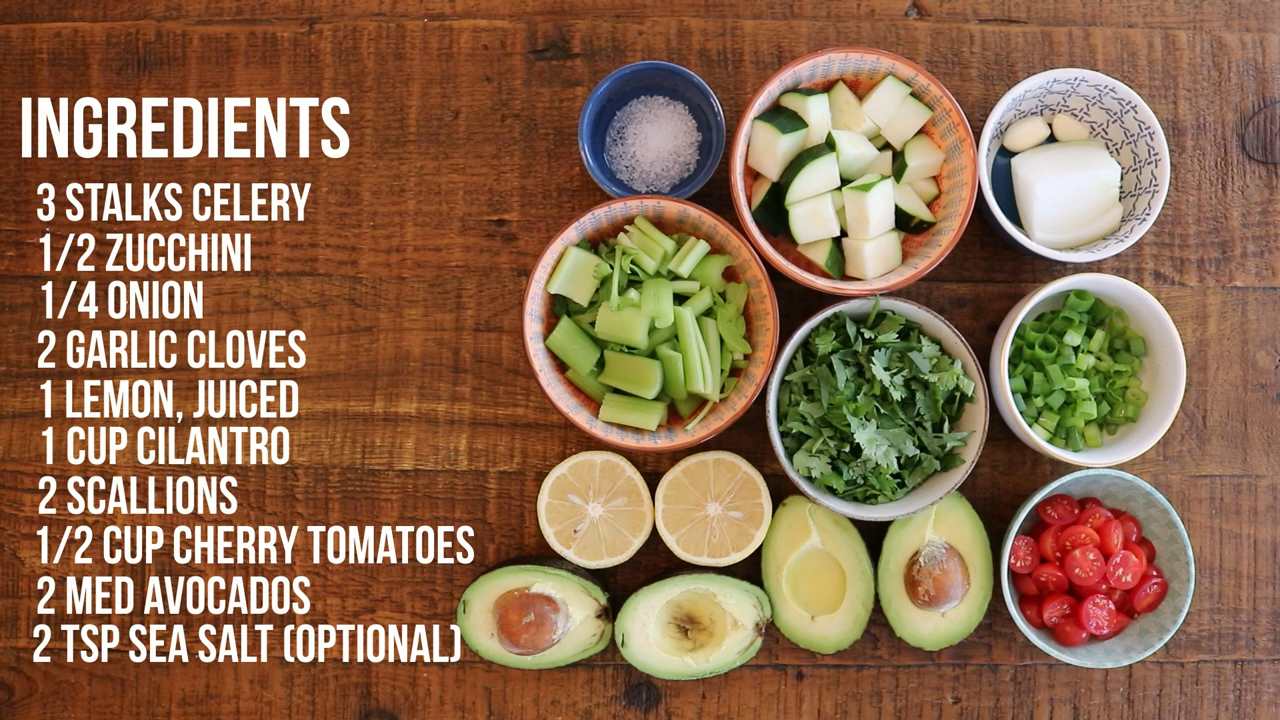 INGREDIENTS
3 STALKS CELERY
1/2 ZUCCHINI
1/4 ONION
2 GARLIC CLOVES
1 LEMON, JUICED
1 CUP CILANTRO
2 SCALLIONS
1/2 CUP CHERRY TOMATOES
2 MED AVOCADOS
2 TSP SEA SALT (OPTIONAL)